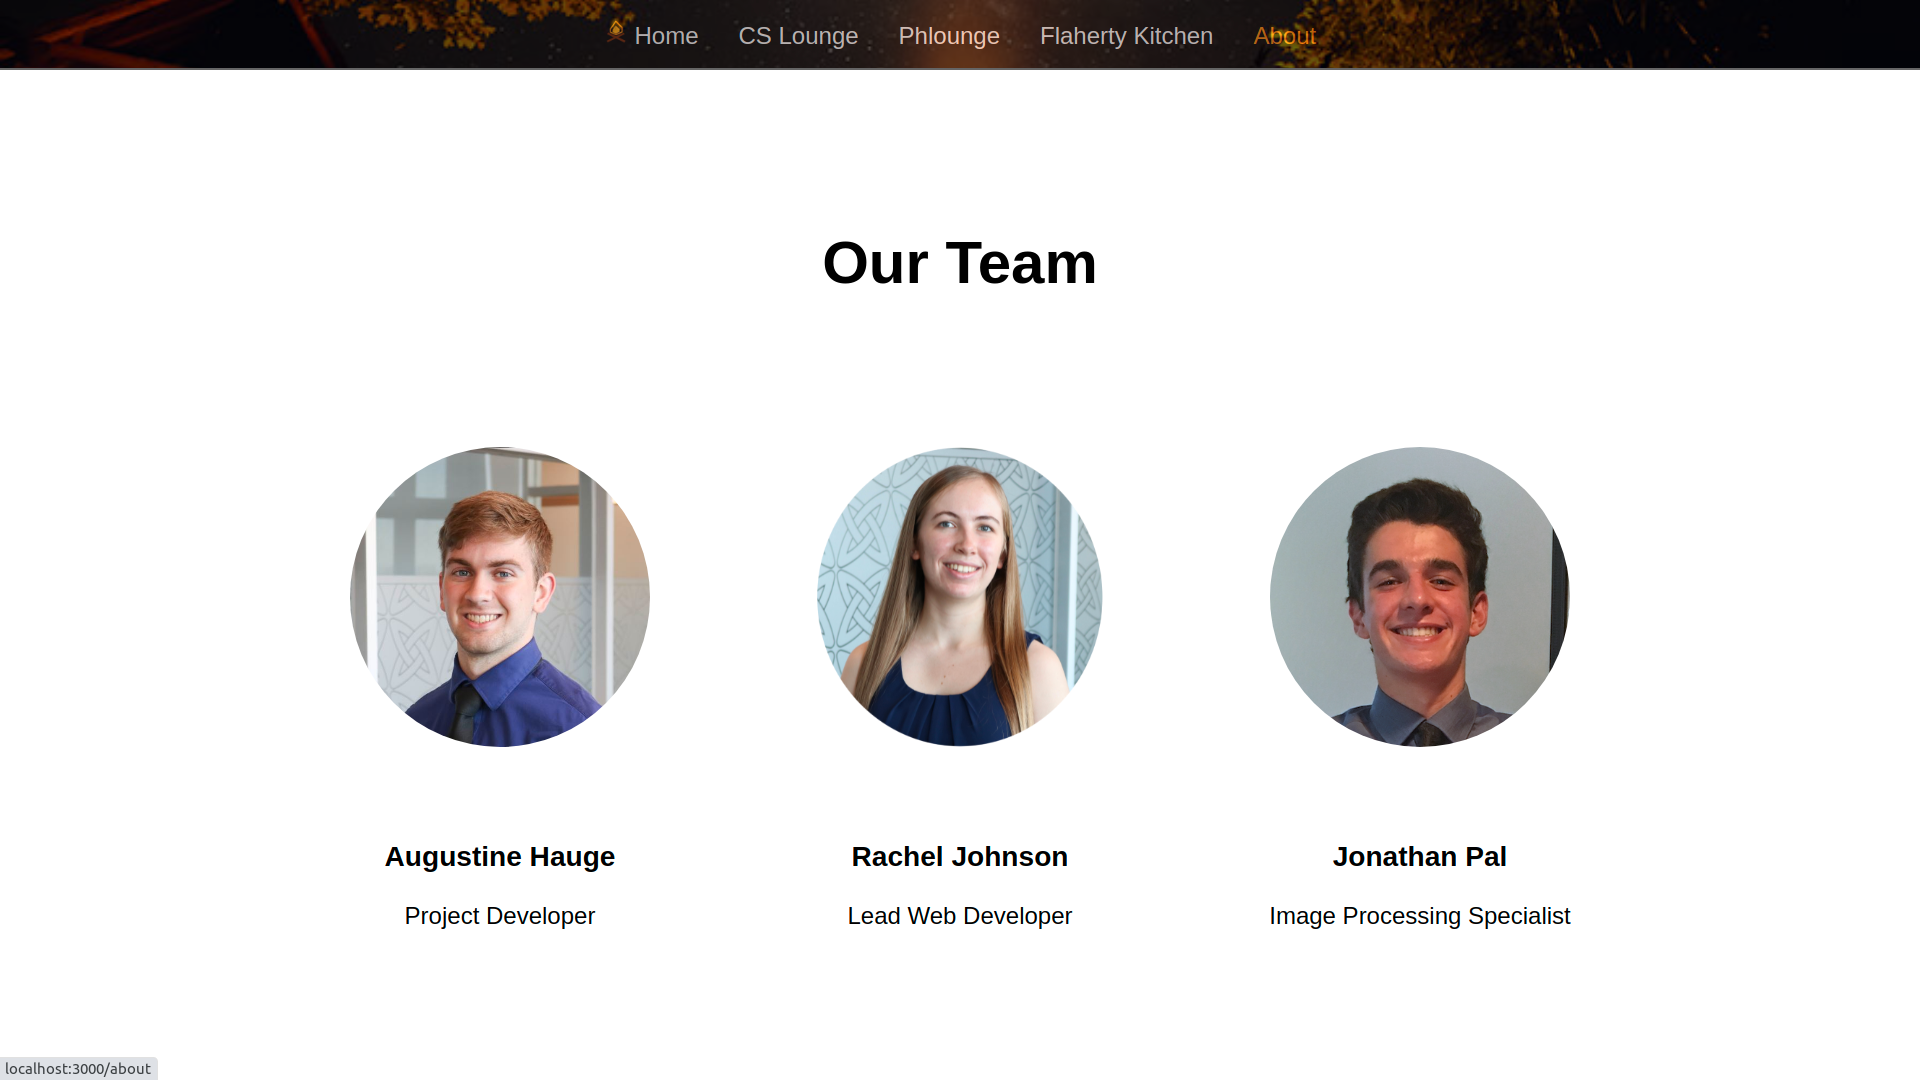 Home CS Lounge Phlounge Flaherty Kitchen About
Our Team
Augustine Hauge Rachel Johnson Jonathan Pal
Project Developer Lead Web Developer Image Processing Specialist
localhost:3000/about